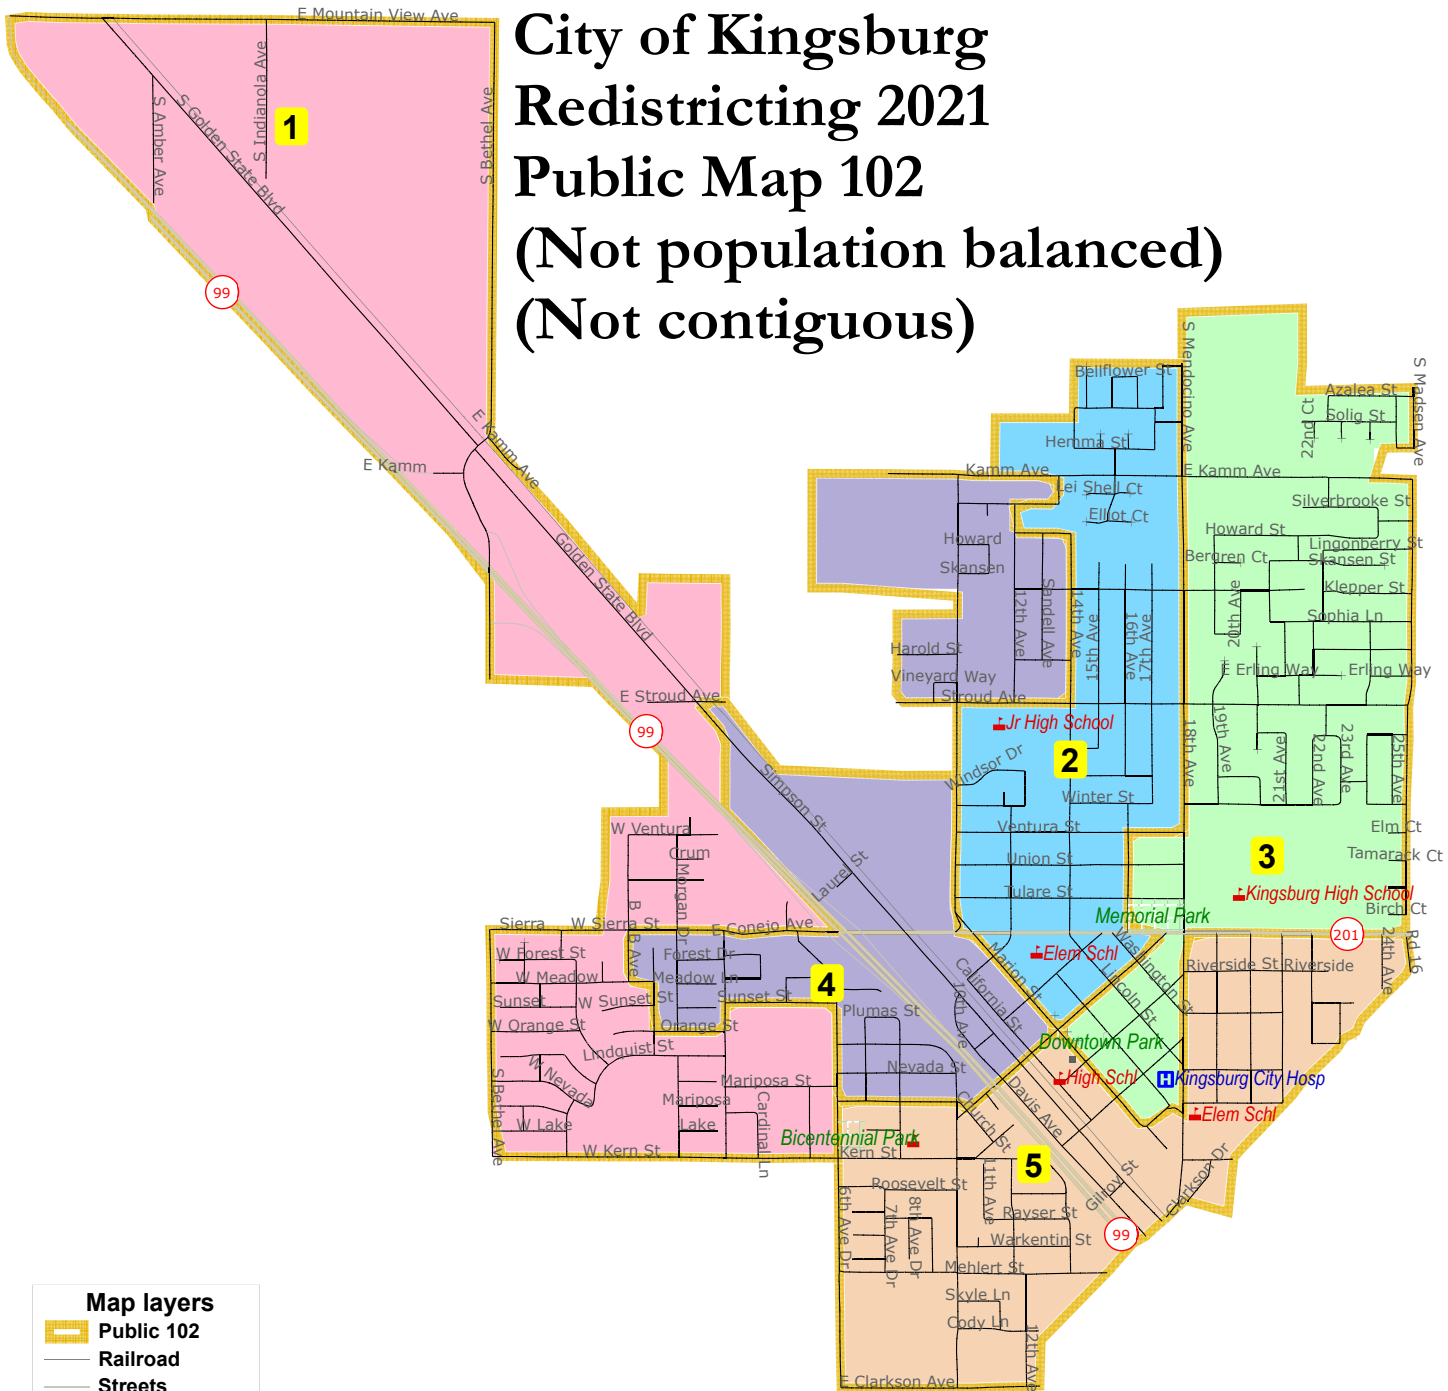 City of Kingsburg
Redistricting 2021
Public Map 102
(Not population balanced)
(Not contiguous)
E Mountain View Ave
S Amber Ave
S Golden State Blvd
S Indianola Ave
S Bethel Ave
1
99
E Kamm
E Kamm Ave
Golden State Blvd
E Stroud Ave
99
Simpson St
Laurel St
S Mendocino Ave
S Madsen Ave
Bellflower St
Azalea St
Solig St
22nd Ct
Hemma St
Kamm Ave
E Kamm Ave
Lei Shell Ct
Elliot Ct
Silverbrooke St
Howard
Skansen
Howard St
Bergren Ct
Lingonberry St
Skansen St
Klepper St
Sophia Ln
12th Ave
Sandell Ave
14th Ave
15th Ave
16th Ave
17th Ave
20th Ave
Harold St
Vineyard Way
Stroud Ave
E Erling Way
Erling Way
Jr High School
2
Windsor Dr
Winter St
18th Ave
19th Ave
21st Ave
22nd Ave
23rd Ave
25th Ave
Ventura St
Union St
Tulare St
3
Elm Ct
Tamarack Ct
Kingsburg High School
Birch Ct
Memorial Park
201
24th Ave
Rd 16
W Ventura
Crum
Morgan Dr
Sierra
W Sierra St
E Conejo Ave
B
B Ave
W Forest St
Forest Dr
W Meadow
Meadow Ln
Sunset
W Sunset St
Sunset St
W Orange St
Orange St
Lindquist St
W Nevada
4
Plumas St
Nevada St
10th Ave
California St
Marion St
Elem Schl
Washington St
Lincoln St
Riverside St
Riverside
Downtown Park
High Schl
H
Kingsburg City Hosp
Elem Schl
S Bethel Ave
Mariposa St
Mariposa
Lake
W Lake
W Kern St
Cardinal Ln
Bicentennial Park
Kern St
Church St
Davis Ave
5
11th Ave
Gilroy St
Clarkson Dr
Roosevelt St
6th Ave Dr
7th Ave Dr
8th Ave Dr
Rayser St
Warkentin St
99
Mehlert St
Skyle Ln
Cody Ln
12th Ave
E Clarkson Ave
Map layers
Public 102
Railroad
Streets